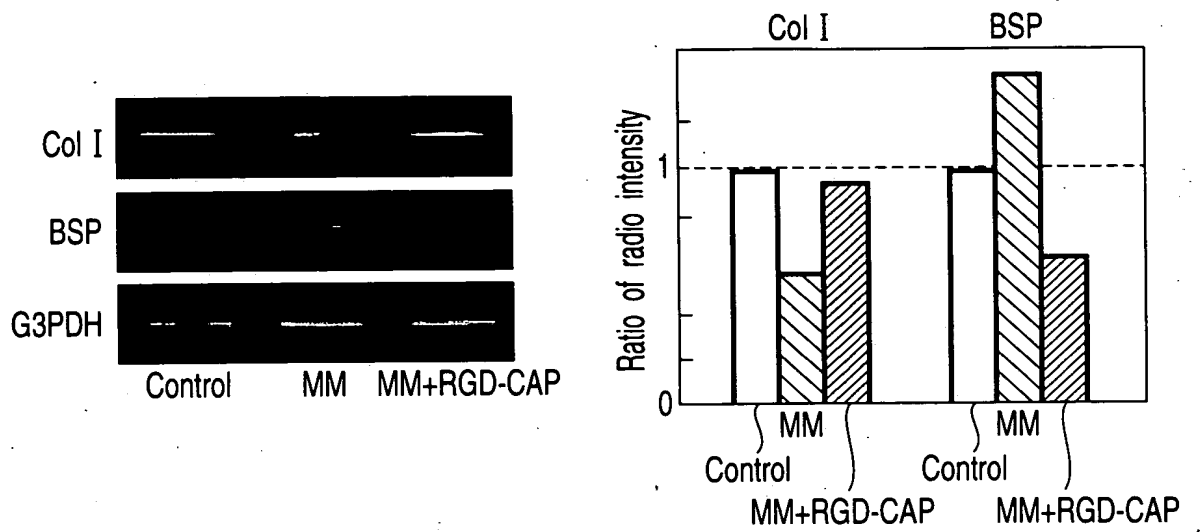 Col I
BSP
G3PDH
Control MM MM+RGD-CAP
Col I BSP
Ratio of radio intensity
1
0
MM MM
Control Control
MM+RGD-CAP MM+RGD-CAP